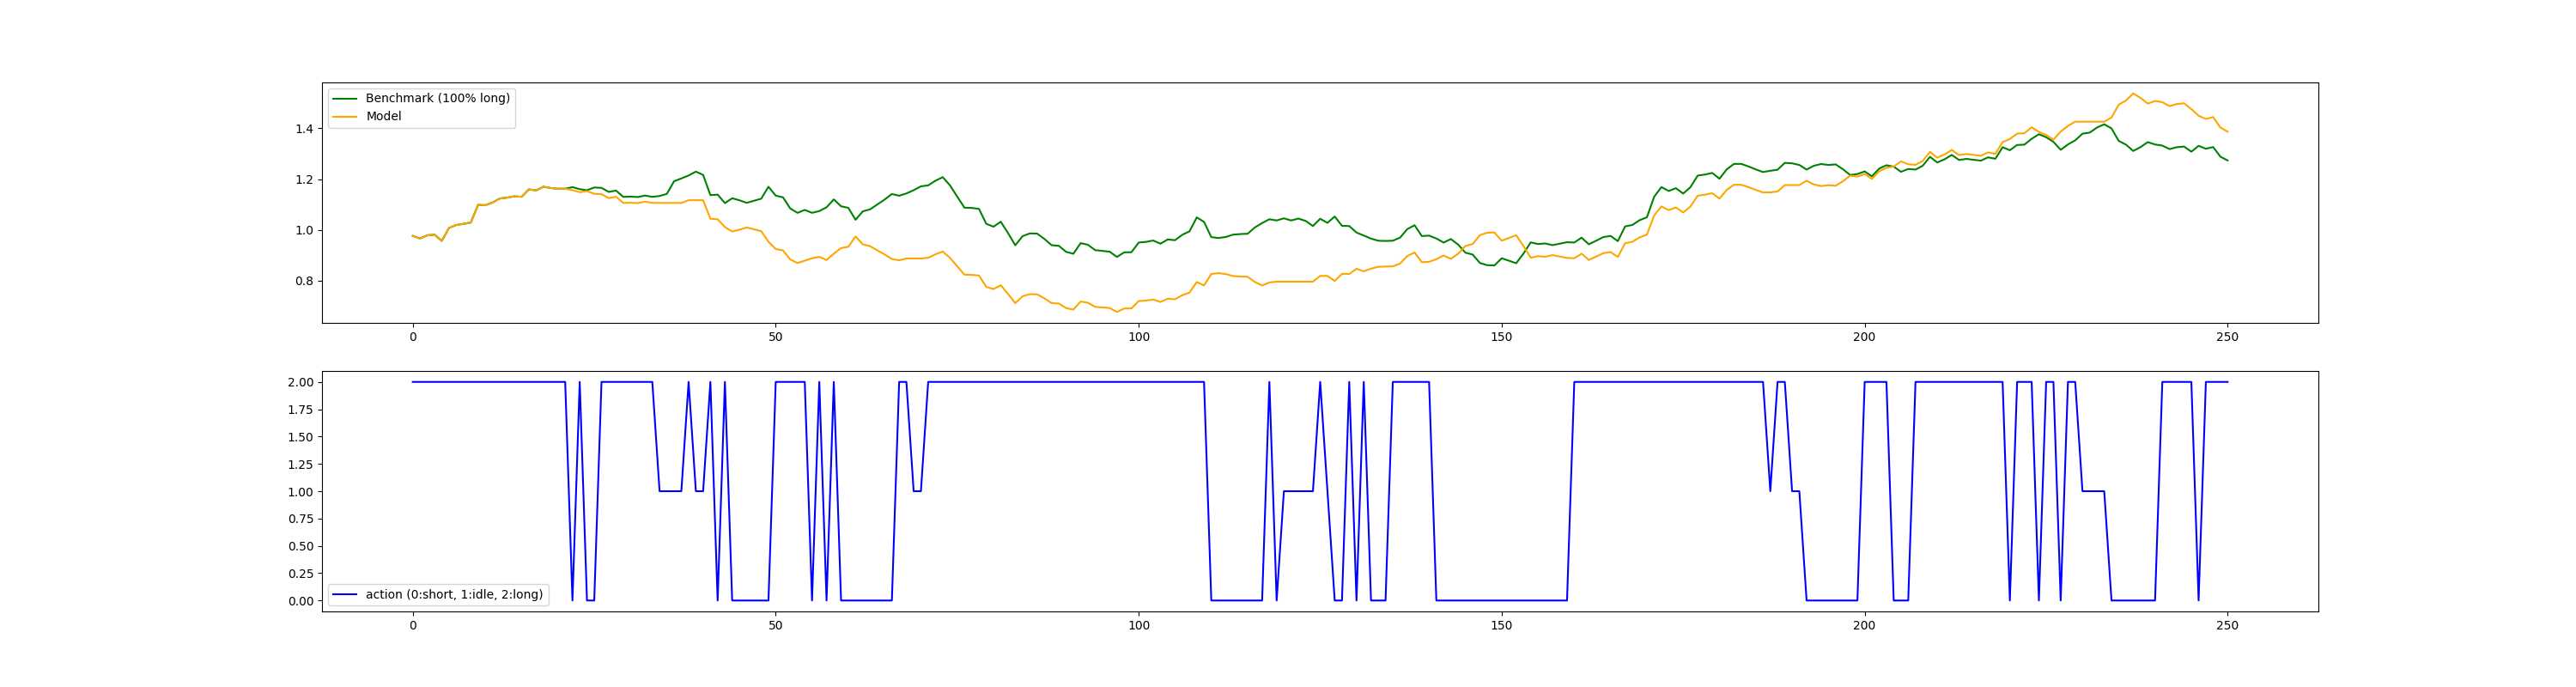 Benchmark (100% long)
Model
1.4
1.2
1.0
0.8
0 50 100 150 200 250
2.00
1.75
1.50
1.25
1.00
0.75
0.50
0.25
0.00
action (0:short, 1:idle, 2:long)
0 50 100 150 200 250